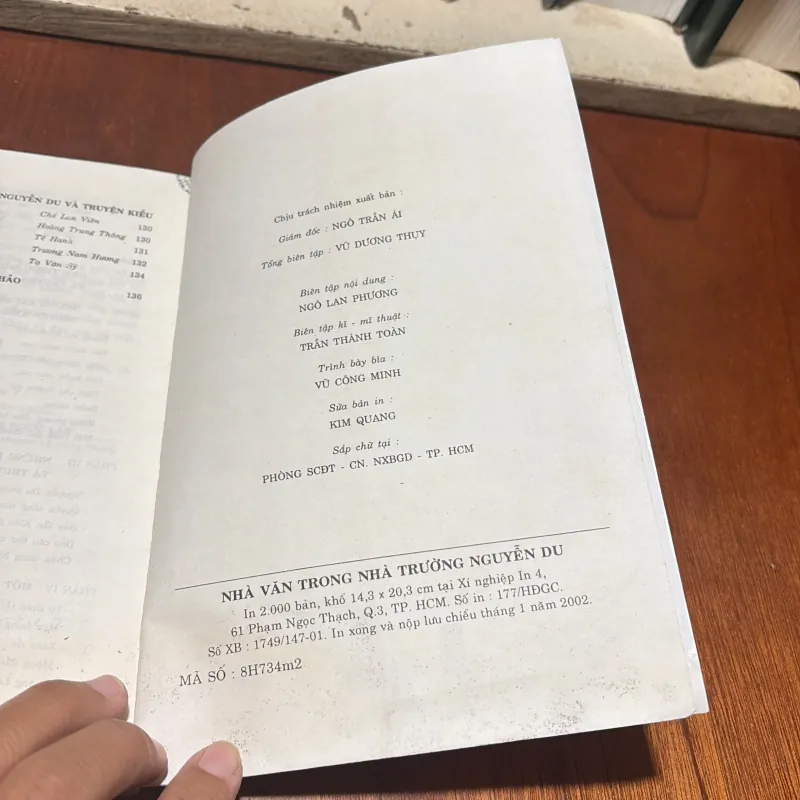 NGUYỄN DU VÀ TRUYỆN KIỀU
Chế Lan Viên 130
Hoàng Trung Thông 130
Tế Hanh 131
Trương Nam Hương 132
Tạ Văn Sỹ 134
HẢO 136
Chịu trách nhiệm xuất bản :
Giám đốc : NGÔ TRẦN ÁI
Tổng biên tập : VŨ DƯƠNG THỤY
Biên tập nội dung :
NGÔ LAN PHƯƠNG
Biên tập kĩ - mĩ thuật :
TRẦN THÀNH TOÀN
Trình bày bìa :
VŨ CÔNG MINH
Sửa bản in :
KIM QUANG
Sắp chữ tại :
PHÒNG SCĐT - CN. NXBGD - TP. HCM
NHÀ VĂN TRONG NHÀ TRƯỜNG NGUYỄN DU
In 2.000 bản, khổ 14,3 x 20,3 cm tại Xí nghiệp In 4,
61 Phạm Ngọc Thạch, Q.3, TP. HCM. Số in : 177/HĐGC.
Số XB : 1749/147-01. In xong và nộp lưu chiểu tháng 1 năm 2002.
MÃ SỐ : 8H734m2